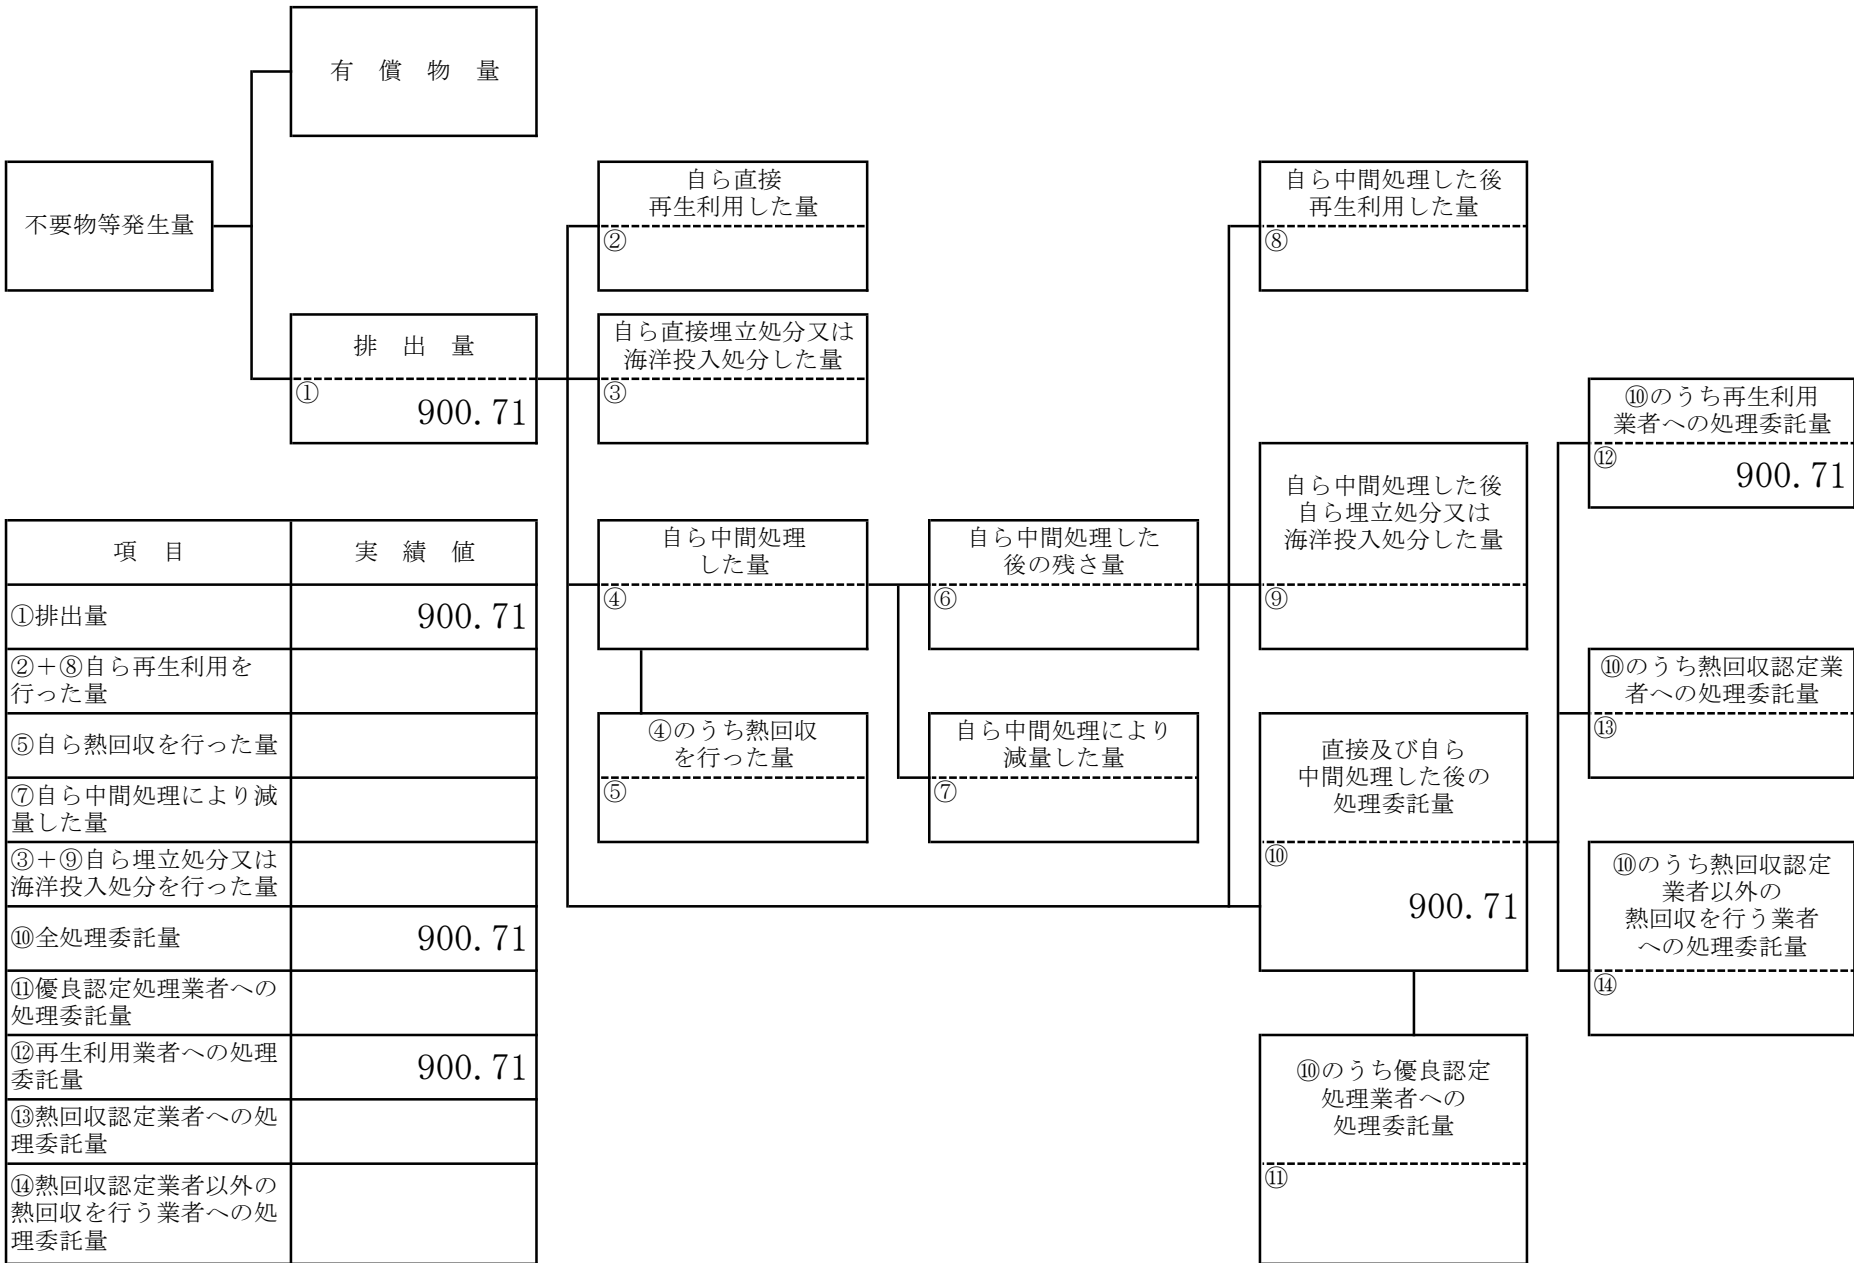 有 償 物 量
不要物等発生量
排 出 量
①
900.71
自ら直接
再生利用した量
②
自ら直接埋立処分又は
海洋投入処分した量
③
自ら中間処理
した量
④
④のうち熱回収
を行った量
⑤
自ら中間処理した
後の残さ量
⑥
自ら中間処理により
減量した量
⑦
自ら中間処理した後
再生利用した量
⑧
自ら中間処理した後
自ら埋立処分又は
海洋投入処分した量
⑨
直接及び自ら
中間処理した後の
処理委託量
⑩
900.71
⑩のうち優良認定
処理業者への
処理委託量
⑪
⑩のうち再生利用
業者への処理委託量
⑫
900.71
⑩のうち熱回収認定業
者への処理委託量
⑬
⑩のうち熱回収認定
業者以外の
熱回収を行う業者
への処理委託量
⑭
項 目 実 績 値
①排出量 900.71
②+⑧自ら再生利用を
行った量
⑤自ら熱回収を行った量
⑦自ら中間処理により減
量した量
③+⑨自ら埋立処分又は
海洋投入処分を行った量
⑩全処理委託量 900.71
⑪優良認定処理業者への
処理委託量
⑫再生利用業者への処理
委託量 900.71
⑬熱回収認定業者への処
理委託量
⑭熱回収認定業者以外の
熱回収を行う業者への処
理委託量